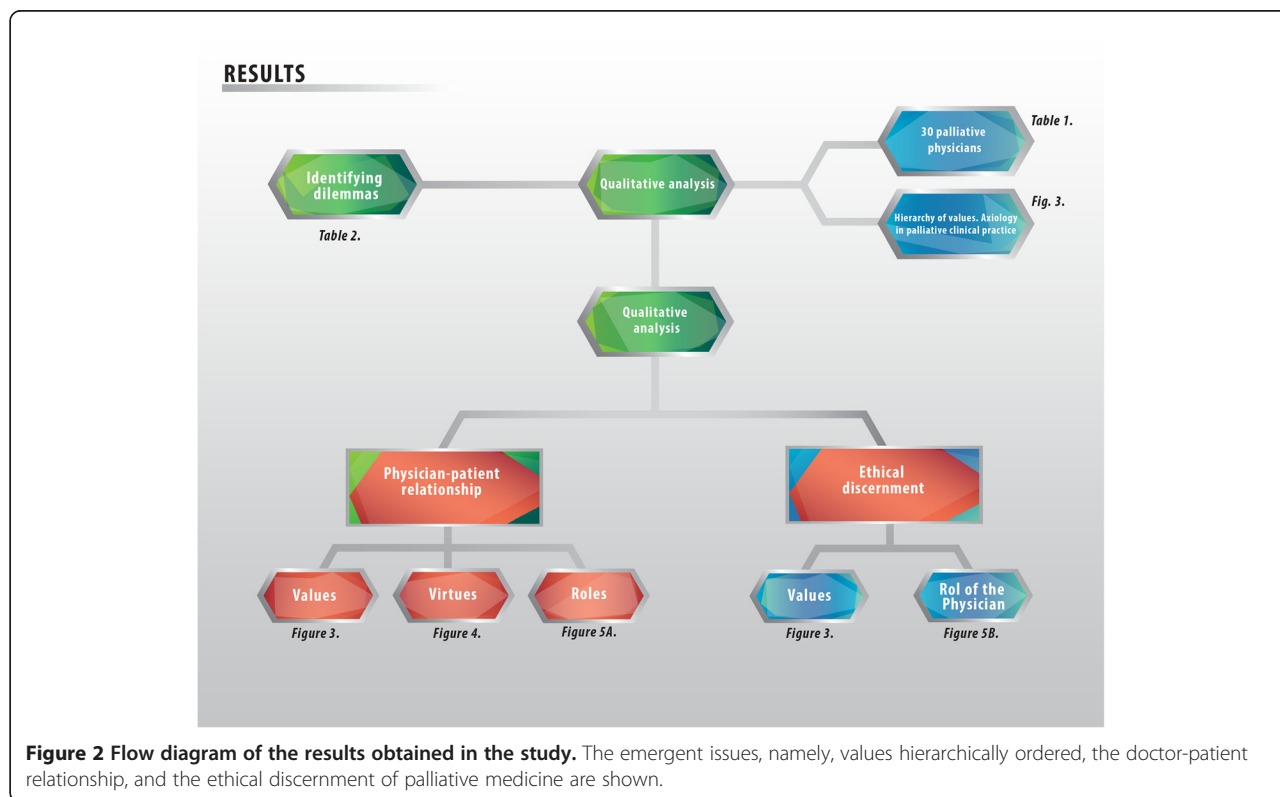 RESULTS
30 palliative
physicians
Table 1.
Identifying
dilemmas
Table 2.
Qualitative analysis
Hierarchy of values. Axiology
in palliative clinical practice
Fig. 3.
Qualitative
analysis
Physician-patient
relationship
Ethical
discernment
Values
Figure 3.
Virtues
Figure 4.
Roles
Figure 5A.
Values
Figure 3.
Rol of the
Physician
Figure 5B.
Figure 2 Flow diagram of the results obtained in the study. The emergent issues, namely, values hierarchically ordered, the doctor-patient
relationship, and the ethical discernment of palliative medicine are shown.